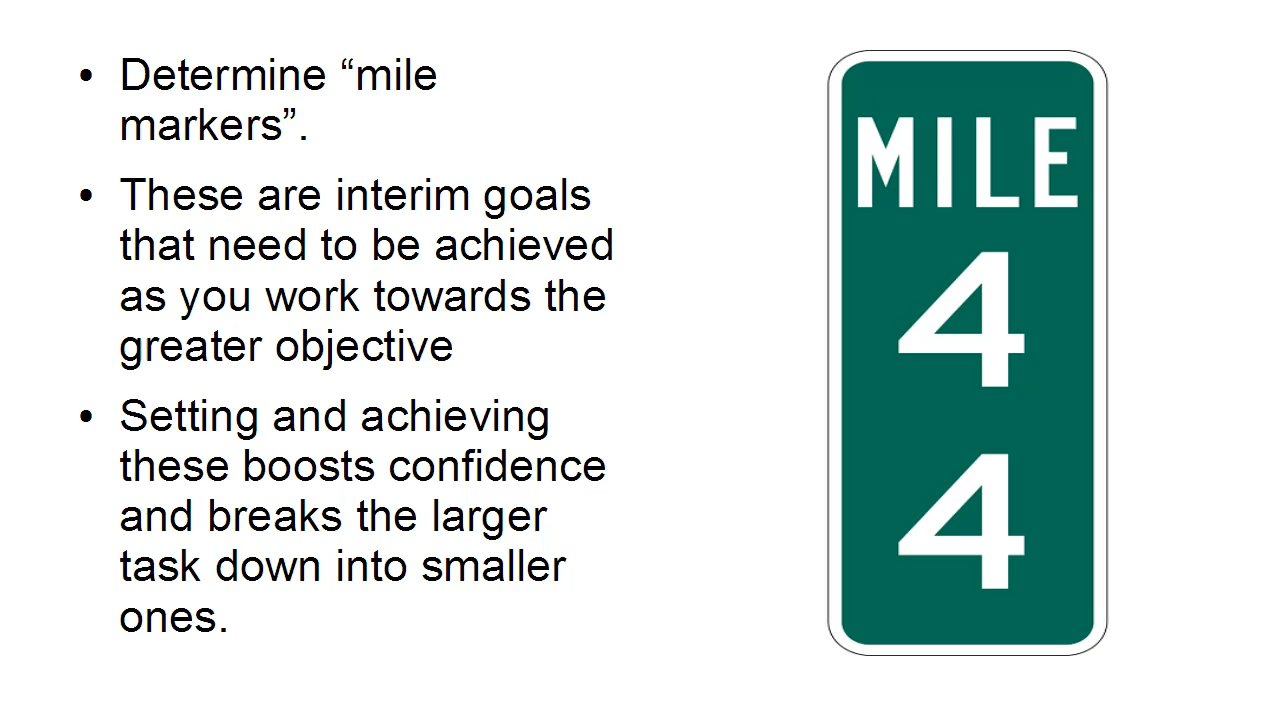 • Determine “mile
markers”.
• These are interim goals
that need to be achieved
as you work towards the
greater objective
• Setting and achieving
these boosts confidence
and breaks the larger
task down into smaller
ones.
MILE
4
4